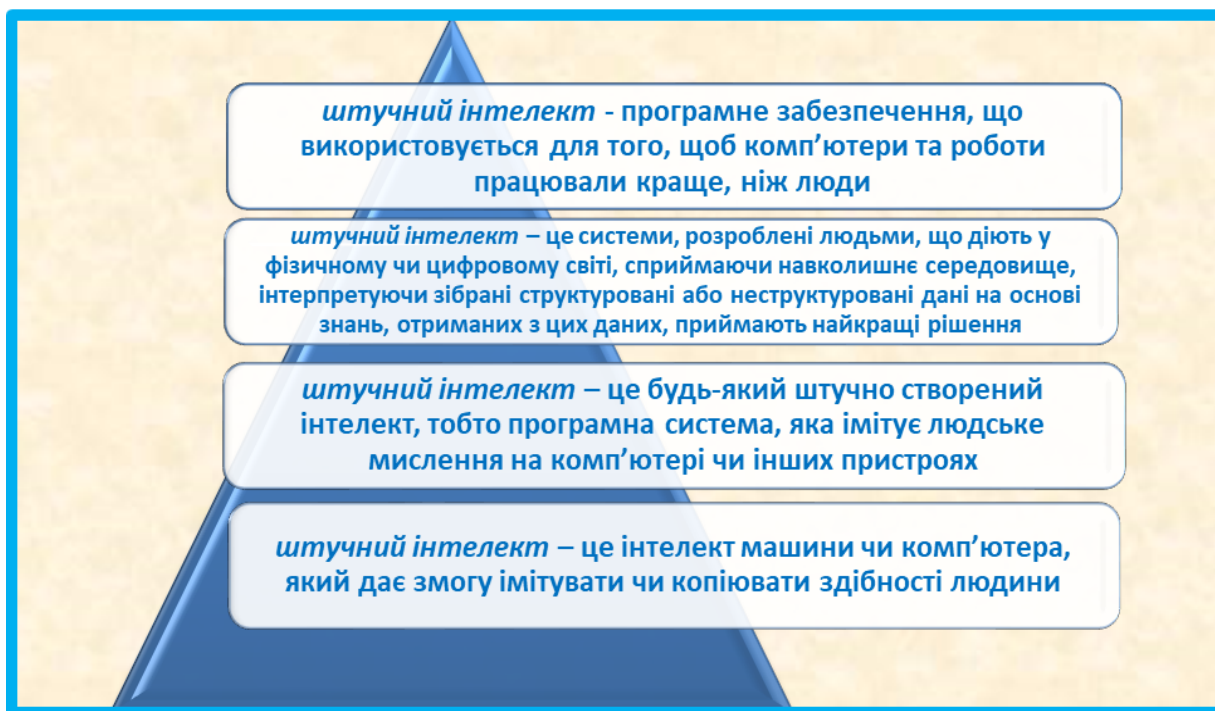 штучний інтелект - програмне забезпечення, що
використовується для того, щоб комп’ютери та роботи
працювали краще, ніж люди
штучний інтелект – це системи, розроблені людьми, що діють у
фізичному чи цифровому світі, сприймаючи навколишнє середовище,
інтерпретуючи зібрані структуровані або неструктуровані дані на основі
знань, отриманих з цих даних, приймають найкращі рішення
штучний інтелект – це будь-який штучно створений
інтелект, тобто програмна система, яка імітує людське
мислення на комп’ютері чи інших пристроях
штучний інтелект – це інтелект машини чи комп’ютера,
який дає змогу імітувати чи копіювати здібності людини